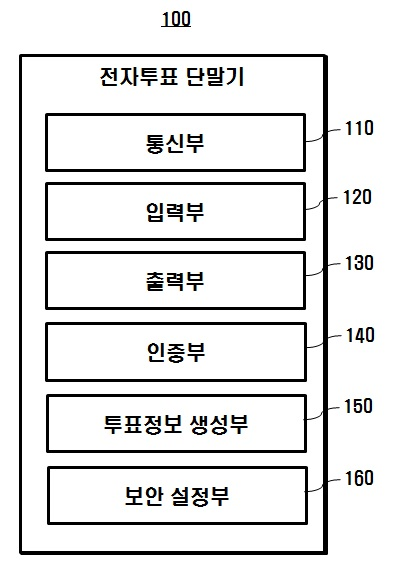 100
전자투표 단말기
통신부
110
입력부
120
출력부
130
인증부
140
투표정보 생성부
150
보안 설정부
160